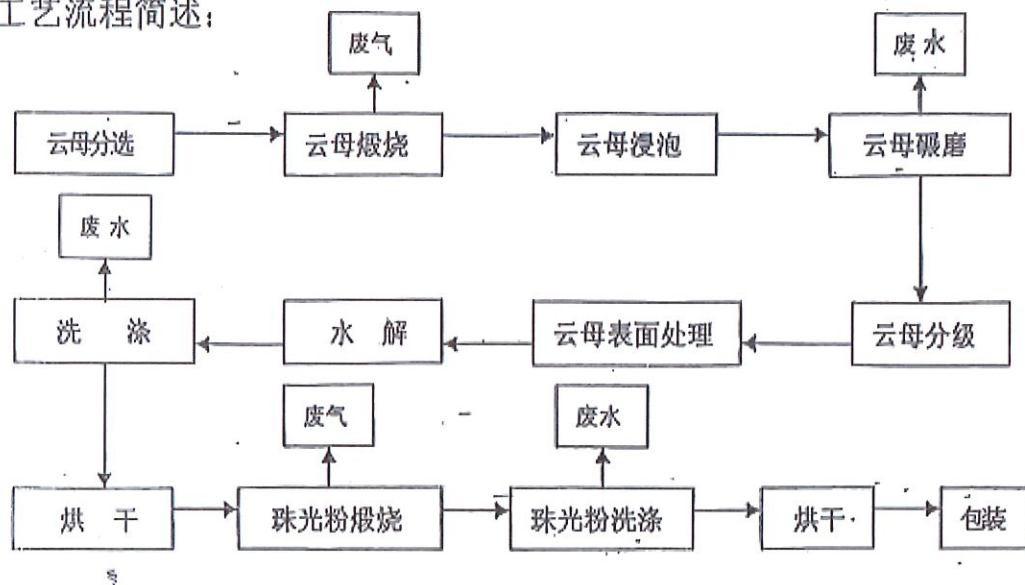 工艺流程简述：
废气
废水
云母分选
云母煅烧
云母浸泡
云母碾磨
废水
洗 涤
水 解
云母表面处理
云母分级
废气
废水
烘 干
珠光粉煅烧
珠光粉洗涤
烘干
包装